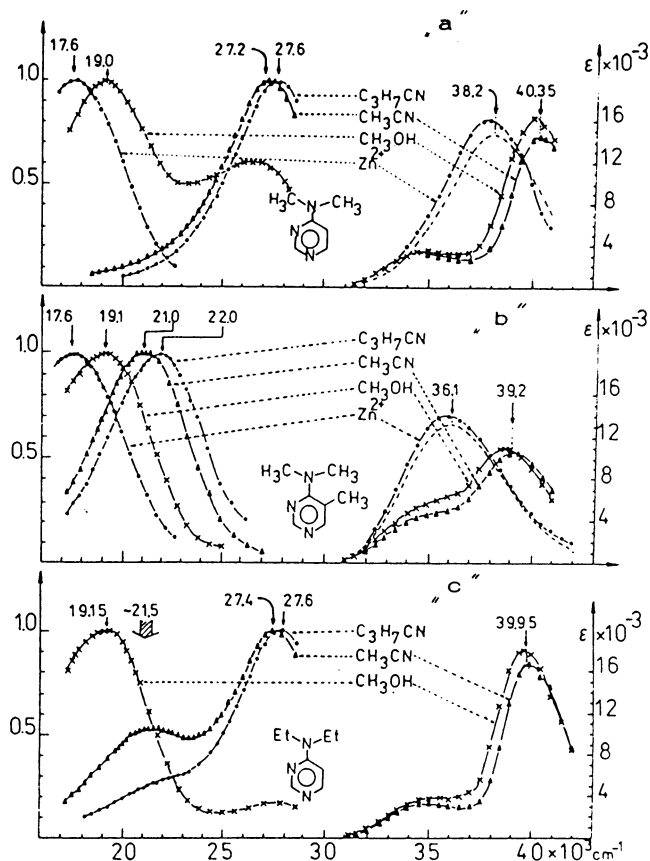 „a“
17.6
19.0
27.2
27.6
ε×10⁻³
1.0
0.5
C₃H₇CN
CH₃CN
CH₃OH
Zn²⁺
38.2
40.35
16
12
8
4
H₃C
N
CH₃
N
N
„b“
17.6
19.1
21.0
22.0
ε×10⁻³
1.0
0.5
C₃H₇CN
CH₃CN
CH₃OH
Zn²⁺
36.1
39.2
16
12
8
4
H₃C
N
CH₃
CH₃
N
N
„c“
19.15
~21.5
27.4
27.6
ε×10⁻³
1.0
0.5
C₃H₇CN
CH₃CN
CH₃OH
39.95
16
12
8
4
Et
N
Et
N
N
20
30
35
40×10³cm⁻¹